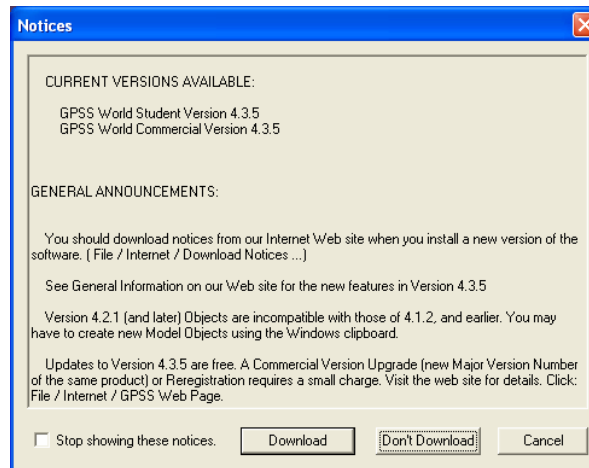 Notices
CURRENT VERSIONS AVAILABLE:
GPSS World Student Version 4.3.5
GPSS World Commercial Version 4.3.5
GENERAL ANNOUNCEMENTS:
You should download notices from our Internet Web site when you install a new version of the
software. ( File / Internet / Download Notices ...)
See General Information on our Web site for the new features in Version 4.3.5
Version 4.2.1 (and later) Objects are incompatible with those of 4.1.2, and earlier. You may
have to create new Model Objects using the Windows clipboard.
Updates to Version 4.3.5 are free. A Commercial Version Upgrade (new Major Version Number
of the same product) or Reregistration requires a small charge. Visit the web site for details. Click:
File / Internet / GPSS Web Page.
Stop showing these notices.
Download
Don't Download
Cancel